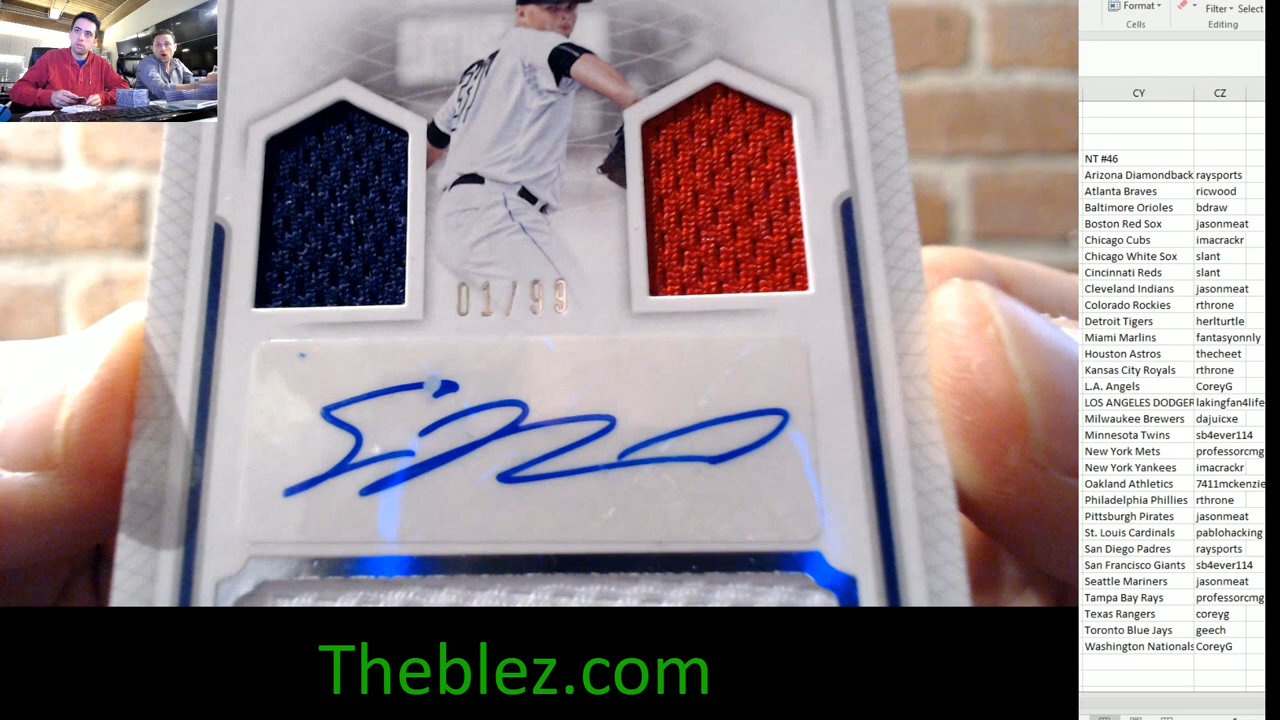 Format
Filter
Select
Cells
Editing
CY
CZ
NT #46
Arizona Diamondback raysports
Atlanta Braves ricwood
Baltimore Orioles bdraw
Boston Red Sox jasonmeat
Chicago Cubs imacrackr
Chicago White Sox slant
Cincinnati Reds slant
Cleveland Indians jasonmeat
Colorado Rockies rthrone
Detroit Tigers herlturtle
Miami Marlins fantasyonnly
Houston Astros thecheet
Kansas City Royals rthrone
L.A. Angels CoreyG
LOS ANGELES DODGER lakingfan4life
Milwaukee Brewers dajuicxe
Minnesota Twins sb4ever114
New York Mets professorcmg
New York Yankees imacrackr
Oakland Athletics 7411mckenzie
Philadelphia Phillies rthrone
Pittsburgh Pirates jasonmeat
St. Louis Cardinals pablohacking
San Diego Padres raysports
San Francisco Giants sb4ever114
Seattle Mariners jasonmeat
Tampa Bay Rays professorcmg
Texas Rangers coreyg
Toronto Blue Jays geech
Washington Nationals CoreyG
01/99
Theblez.com